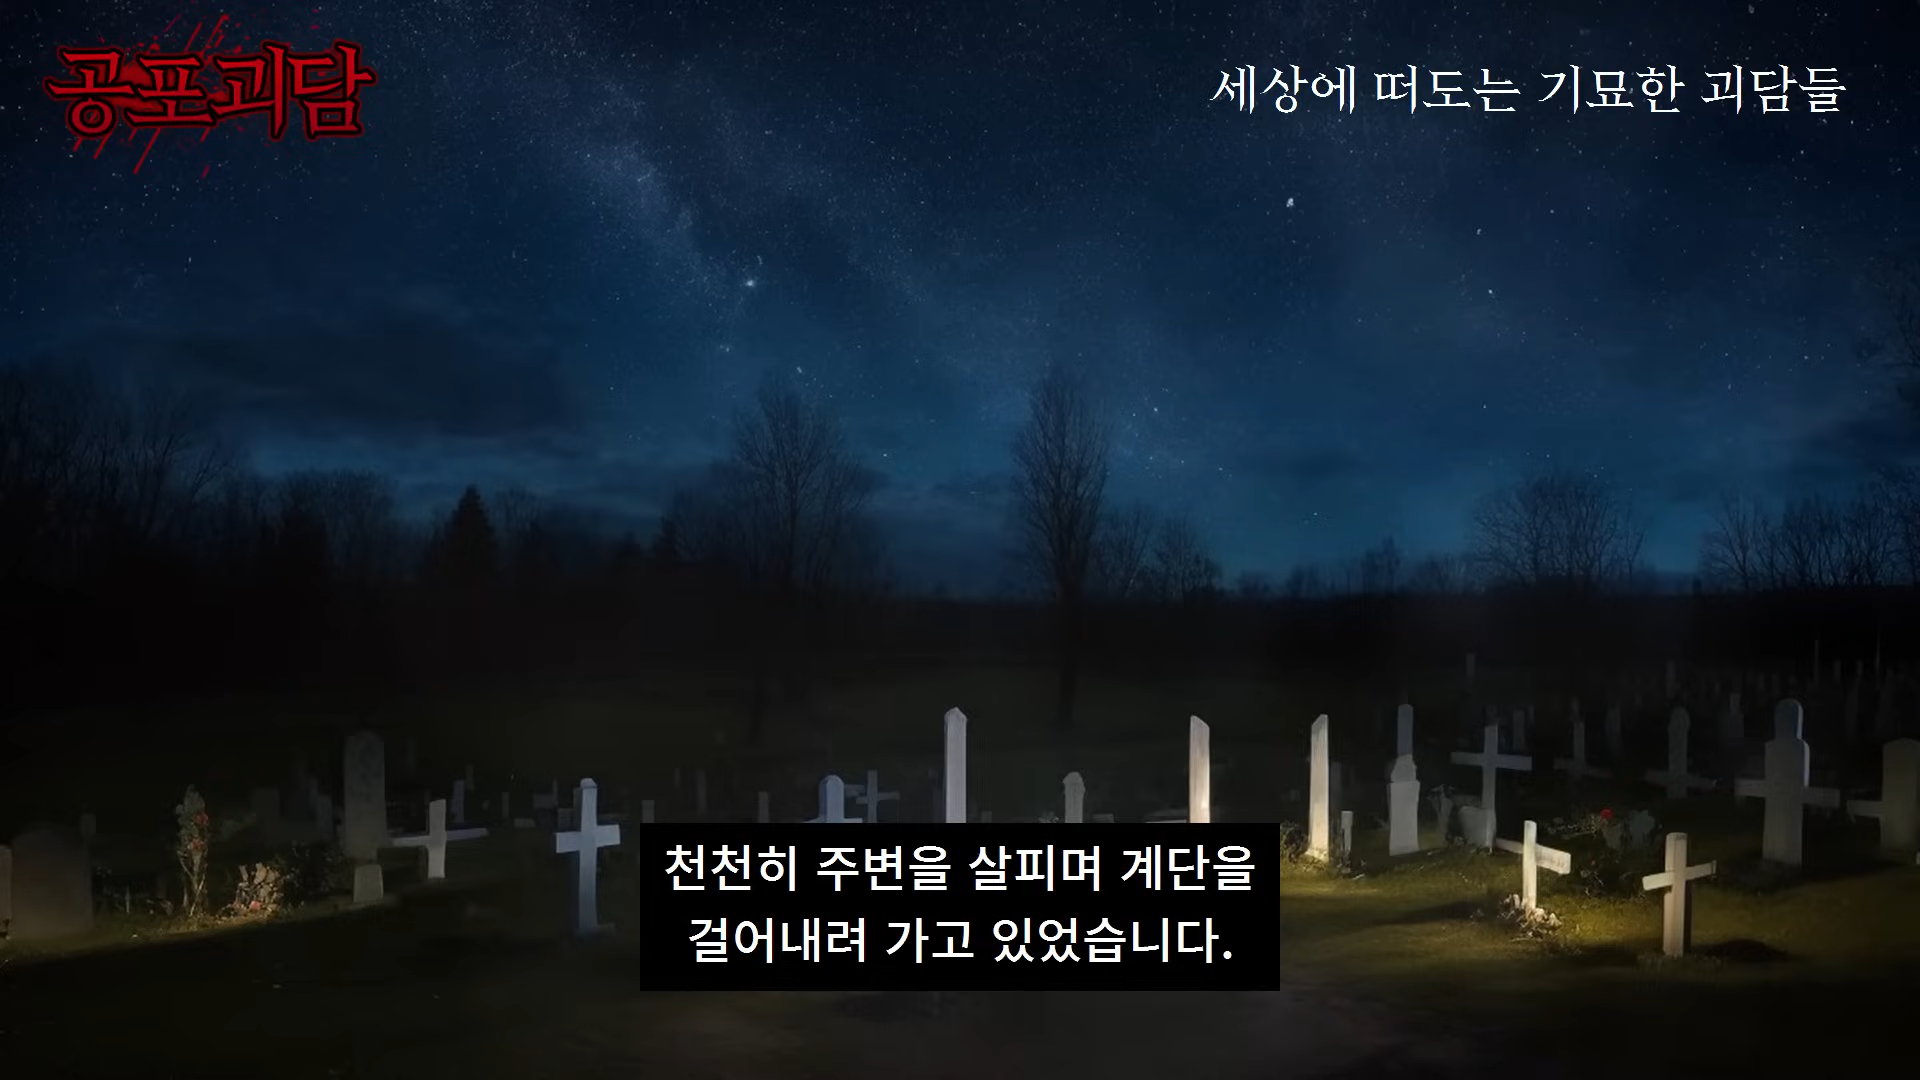 공포괴담
세상에 떠도는 기묘한 괴담들
천천히 주변을 살피며 계단을
걸어내려 가고 있었습니다.